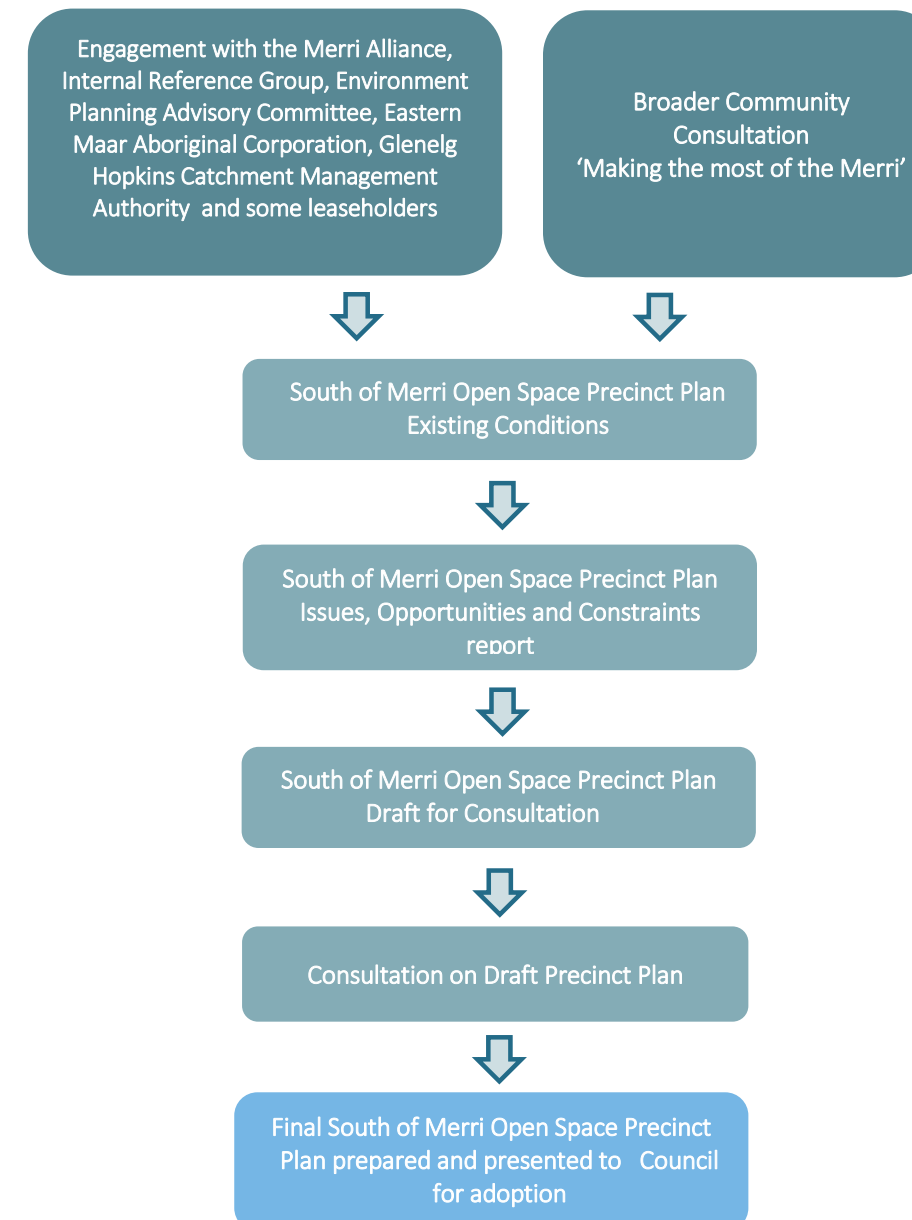 Engagement with the Merri Alliance,
Internal Reference Group, Environment
Planning Advisory Committee, Eastern
Maar Aboriginal Corporation, Glenelg
Hopkins Catchment Management
Authority  and some leaseholders
Broader Community
Consultation
‘Making the most of the Merri’
South of Merri Open Space Precinct Plan
Existing Conditions
South of Merri Open Space Precinct Plan
Issues, Opportunities and Constraints
report
South of Merri Open Space Precinct Plan
Draft for Consultation
Consultation on Draft Precinct Plan
Final South of Merri Open Space Precinct
Plan prepared and presented to   Council
for adoption